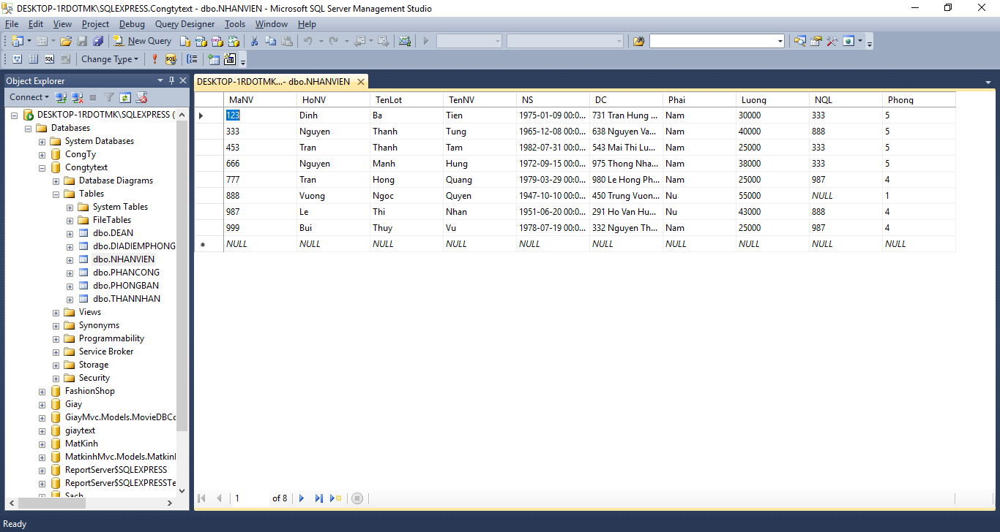 DESKTOP-1RDOTMK\SQLEXPRESS.Congtytext - dbo.NHANVIEN - Microsoft SQL Server Management Studio
File Edit View Project Debug Query Designer Tools Window Help
New Query
Change Type
Object Explorer
Connect
DESKTOP-1RDOTMK\SQLEXPRESS (
Databases
System Databases
CongTy
Congtytext
Database Diagrams
Tables
System Tables
FileTables
dbo.DEAN
dbo.DIADIEMPHONG
dbo.NHANVIEN
dbo.PHANCONG
dbo.PHONGBAN
dbo.THANNHAN
Views
Synonyms
Programmability
Service Broker
Storage
Security
FashionShop
Giay
GiayMvc.Models.MovieDBCo
giaytext
MatKinh
MatkinhMvc.Models.Matkinl
ReportServer$SQLEXPRESS
ReportServer$SQLEXPRESSTe
Sach
DESKTOP-1RDOTMK...- dbo.NHANVIEN
MaNV HoNV TenLot TenNV NS DC Phai Luong NQL Phong
123 Dinh Ba Tien 1975-01-09 00:0... 731 Tran Hung ... Nam 30000 333 5
333 Nguyen Thanh Tung 1965-12-08 00:0... 638 Nguyen Va... Nam 40000 888 5
453 Tran Thanh Tam 1982-07-31 00:0... 543 Mai Thi Lu... Nam 25000 333 5
666 Nguyen Manh Hung 1972-09-15 00:0... 975 Thong Nha... Nam 38000 333 5
777 Tran Hong Quang 1979-03-29 00:0... 980 Le Hong Ph... Nam 25000 987 4
888 Vuong Ngoc Quyen 1947-10-10 00:0... 450 Trung Vuon... Nu 55000 NULL 1
987 Le Thi Nhan 1951-06-20 00:0... 291 Ho Van Hu... Nu 43000 888 4
999 Bui Thuy Vu 1978-07-19 00:0... 332 Nguyen Th... Nam 25000 987 4
NULL NULL NULL NULL NULL NULL NULL NULL NULL NULL
1 of 8
Ready